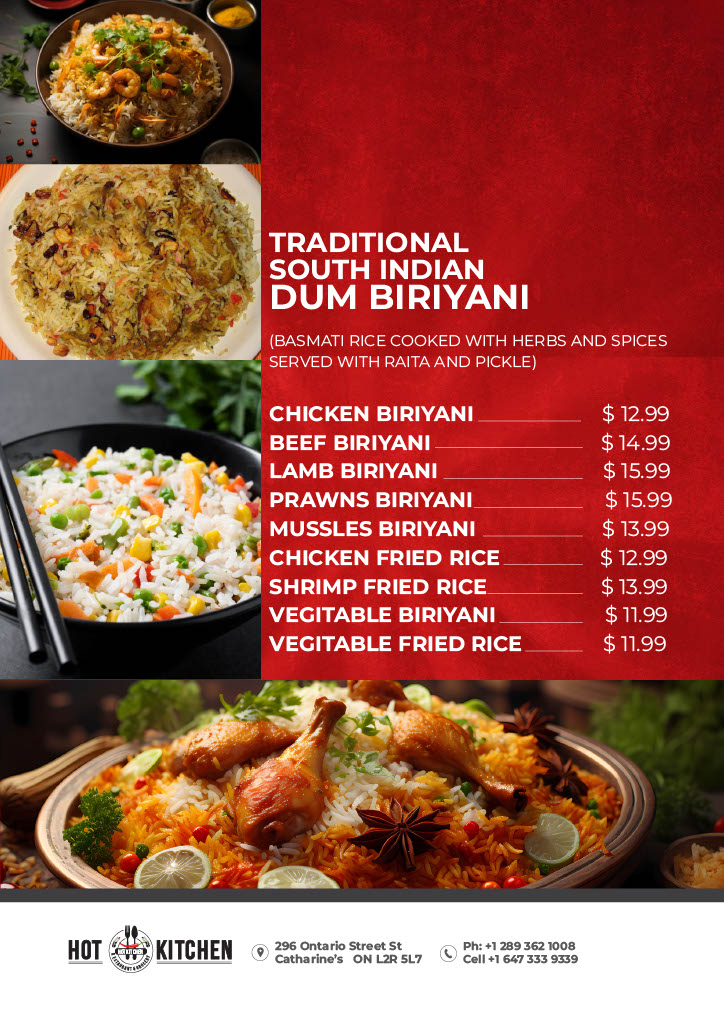 TRADITIONAL
SOUTH INDIAN
DUM BIRIYANI
(BASMATI RICE COOKED WITH HERBS AND SPICES
SERVED WITH RAITA AND PICKLE)
CHICKEN BIRIYANI $ 12.99
BEEF BIRIYANI $ 14.99
LAMB BIRIYANI $ 15.99
PRAWNS BIRIYANI $ 15.99
MUSSLES BIRIYANI $ 13.99
CHICKEN FRIED RICE $ 12.99
SHRIMP FRIED RICE $ 13.99
VEGITABLE BIRIYANI $ 11.99
VEGITABLE FRIED RICE $ 11.99
HOT KITCHEN
HOT KITCHEN
296 Ontario Street St
Catharine's ON L2R 5L7
Ph: +1 289 362 1008
Cell +1 647 333 9339